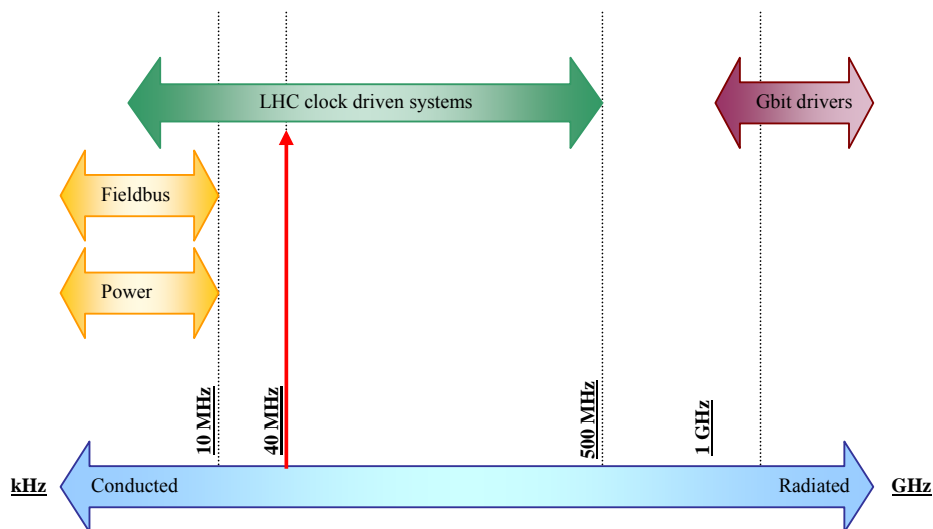 LHC clock driven systems
Gbit drivers
Fieldbus
Power
10 MHz
40 MHz
500 MHz
1 GHz
kHz
Conducted
Radiated
GHz